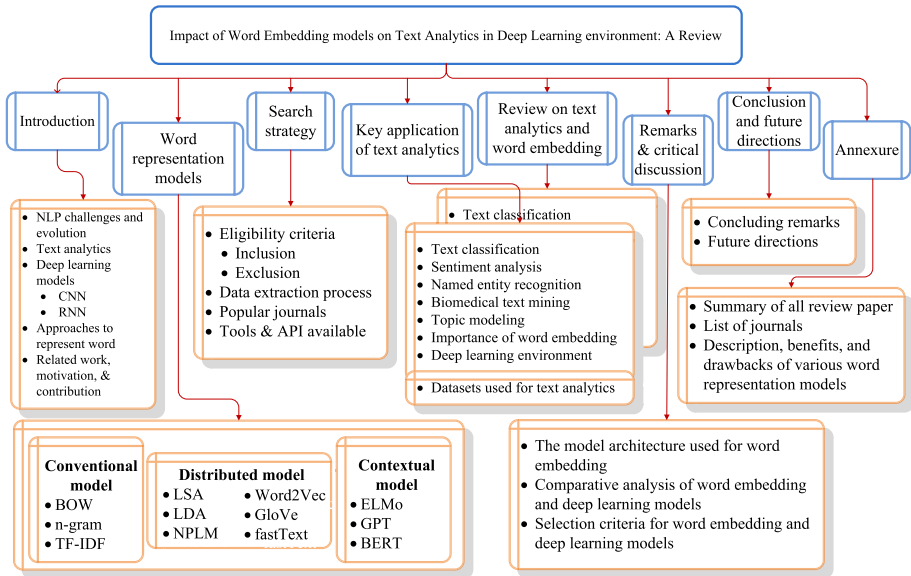 Impact of Word Embedding models on Text Analytics in Deep Learning environment: A Review
Introduction
Word
representation
models
Search
strategy
Key application
of text analytics
Review on text
analytics and
word embedding
Remarks
& critical
discussion
Conclusion
and future
directions
Annexure
• NLP challenges and
evolution
• Text analytics
• Deep learning
models
• CNN
• RNN
• Approaches to
represent word
• Related work,
motivation, &
contribution
• Eligibility criteria
• Inclusion
• Exclusion
• Data extraction process
• Popular journals
• Tools & API available
• Text classification
• Text classification
• Sentiment analysis
• Named entity recognition
• Biomedical text mining
• Topic modeling
• Importance of word embedding
• Deep learning environment
• Datasets used for text analytics
• Concluding remarks
• Future directions
• Summary of all review paper
• List of journals
• Description, benefits, and
drawbacks of various word
representation models
Conventional
model
• BOW
• n-gram
• TF-IDF
Distributed model
• LSA
• LDA
• NPLM
• Word2Vec
• GloVe
• fastText
Contextual
model
• ELMo
• GPT
• BERT
• The model architecture used for word
embedding
• Comparative analysis of word embedding
and deep learning models
• Selection criteria for word embedding and
deep learning models